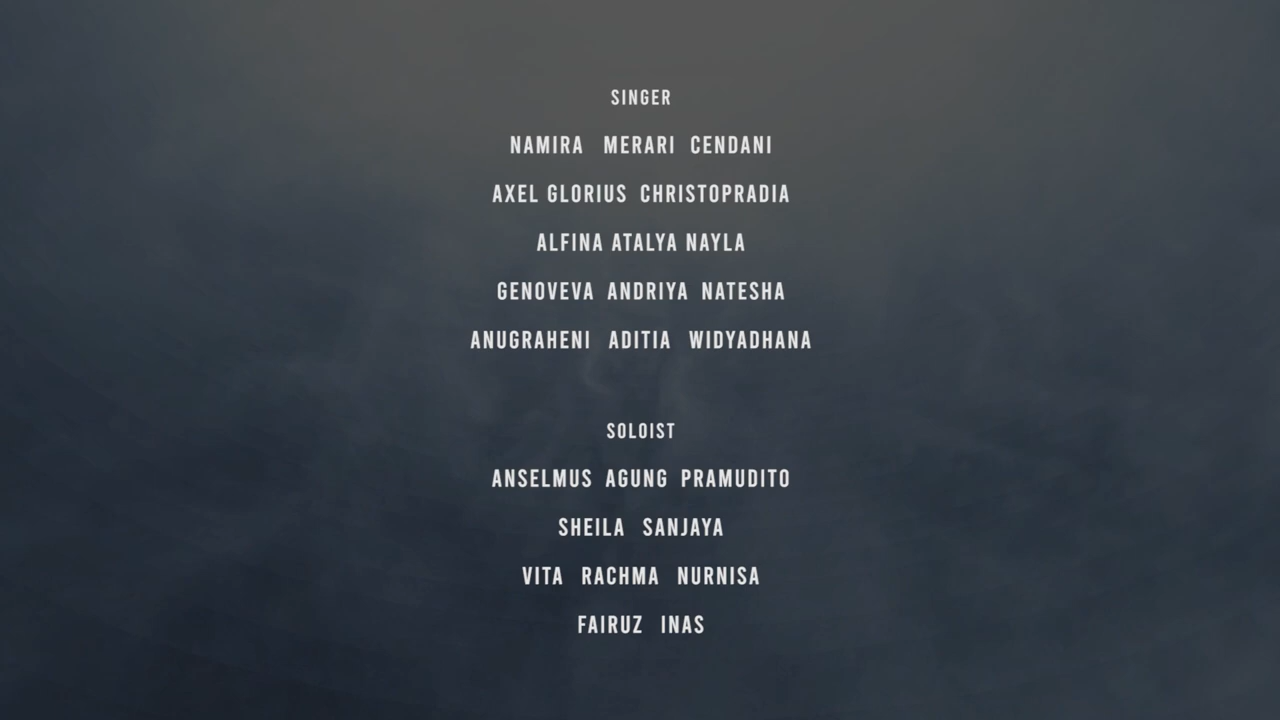 SINGER
NAMIRA MERARI CENDANI
AXEL GLORIUS CHRISTOPRADIA
ALFINA ATALYA NAYLA
GENOVEVA ANDRIYA NATESHA
ANUGRAHENI ADITIA WIDYADHANA
SOLOIST
ANSELMUS AGUNG PRAMUDITO
SHEILA SANJAYA
VITA RACHMA NURNISA
FAIRUZ INAS